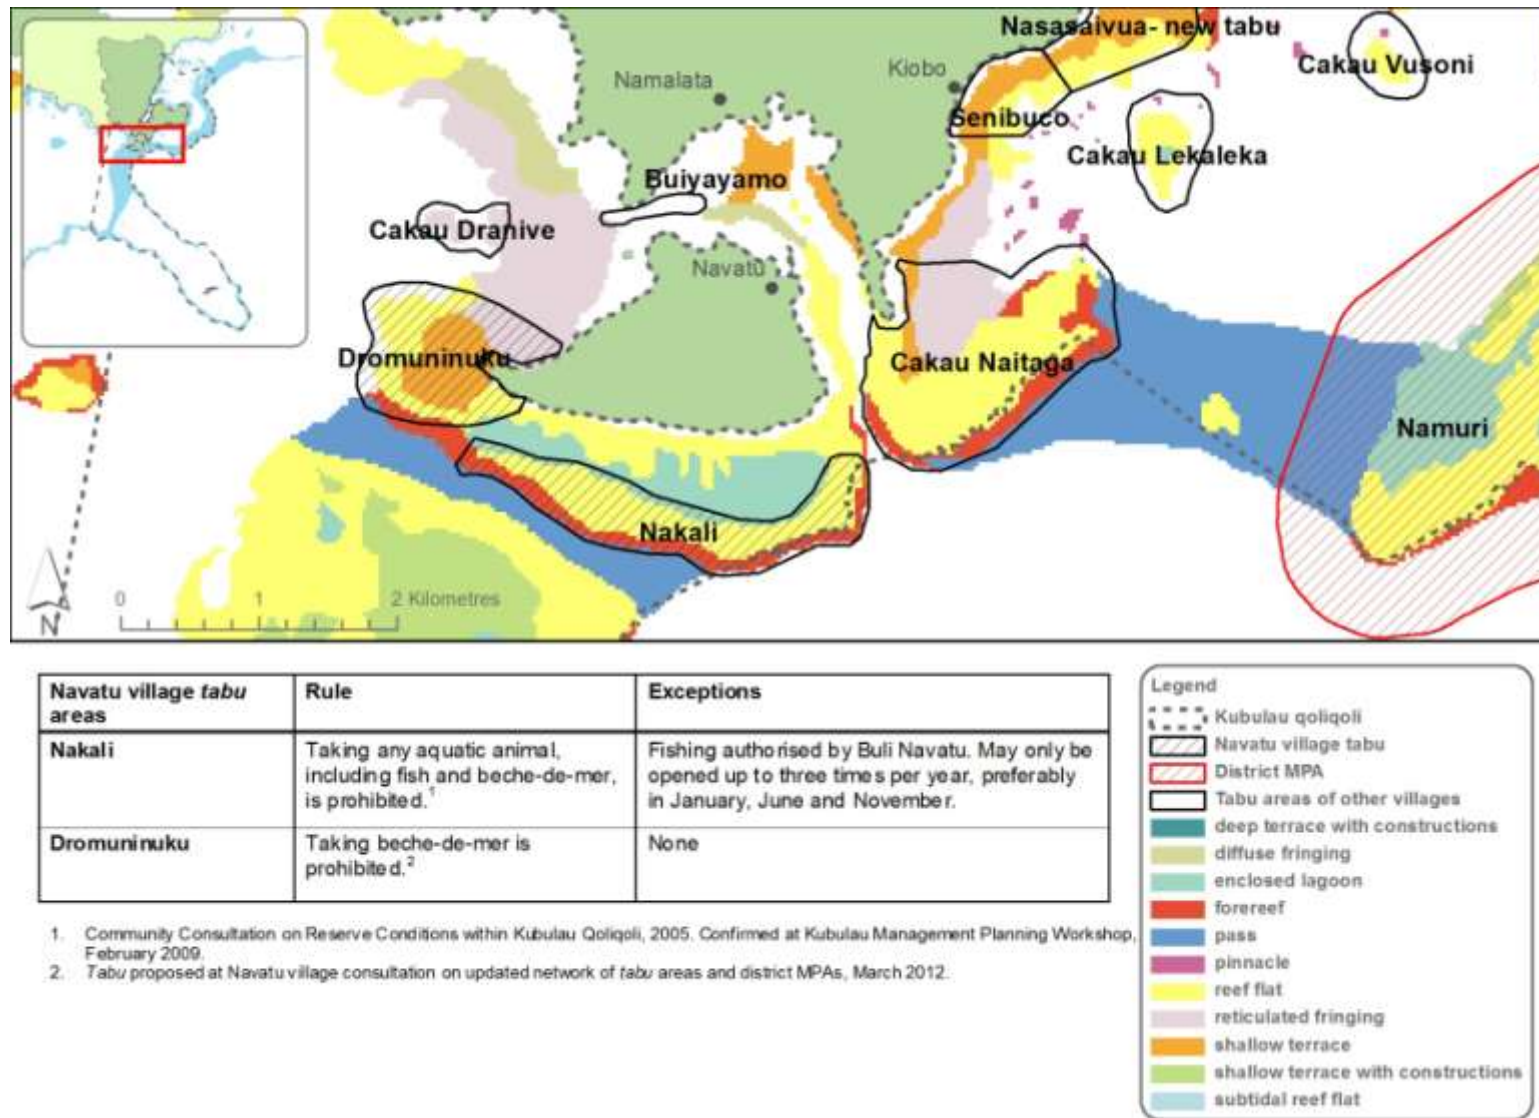 Nasasaivua- new tabu
Cakau Vusoni
Kiobo
Namalata
Senibuco
Cakau Lekaleka
Buiyayamo
Cakau Dranive
Navatu
Dromuninuku
Cakau Naitaga
Namuri
Nakali
0 1 2 Kilometres
N
Navatu village tabu areas
Rule
Exceptions
Nakali
Taking any aquatic animal,
including fish and beche-de-mer,
is prohibited.1
Fishing authorised by Buli Navatu. May only be
opened up to three times per year, preferably
in January, June and November.
Dromuninuku
Taking beche-de-mer is
prohibited.2
None
1. Community Consultation on Reserve Conditions within Kubulau Qoliqoli, 2005. Confirmed at Kubulau Management Planning Workshop,
February 2009.
2. Tabu proposed at Navatu village consultation on updated network of tabu areas and district MPAs, March 2012.
Legend
Kubulau qoliqoli
Navatu village tabu
District MPA
Tabu areas of other villages
deep terrace with constructions
diffuse fringing
enclosed lagoon
forereef
pass
pinnacle
reef flat
reticulated fringing
shallow terrace
shallow terrace with constructions
subtidal reef flat